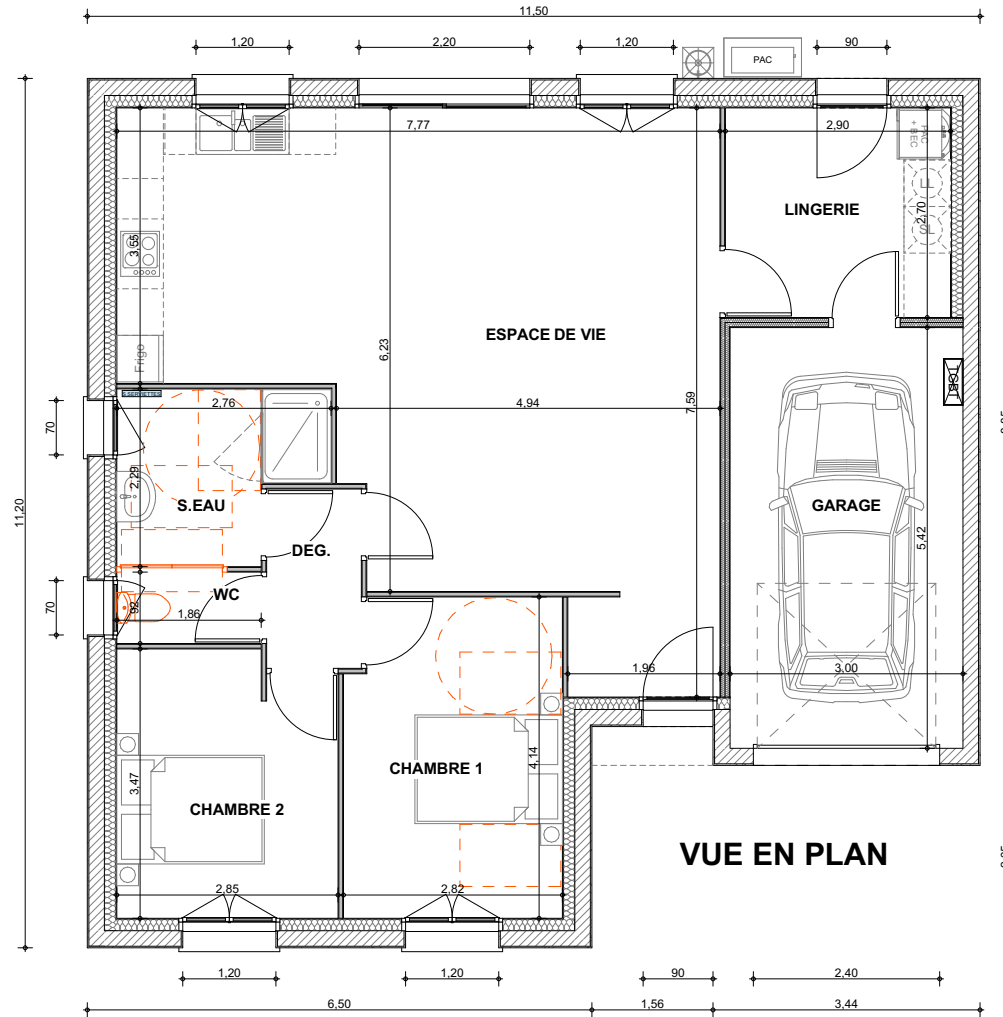 11,50
1,20
2,20
1,20
90
PAC
7,77
2,90
PAC
+ BEC
LL
SL
2,70
LINGERIE
3,55
ESPACE DE VIE
6,23
Frigo
11,20
7,59
2,76
4,94
70
2,29
S.EAU
GARAGE
5,42
DEG.
WC
92
70
1,86
1,96
3,00
CHAMBRE 1
4,14
3,47
CHAMBRE 2
VUE EN PLAN
2,85
2,82
1,20
1,20
90
2,40
6,50
1,56
3,44